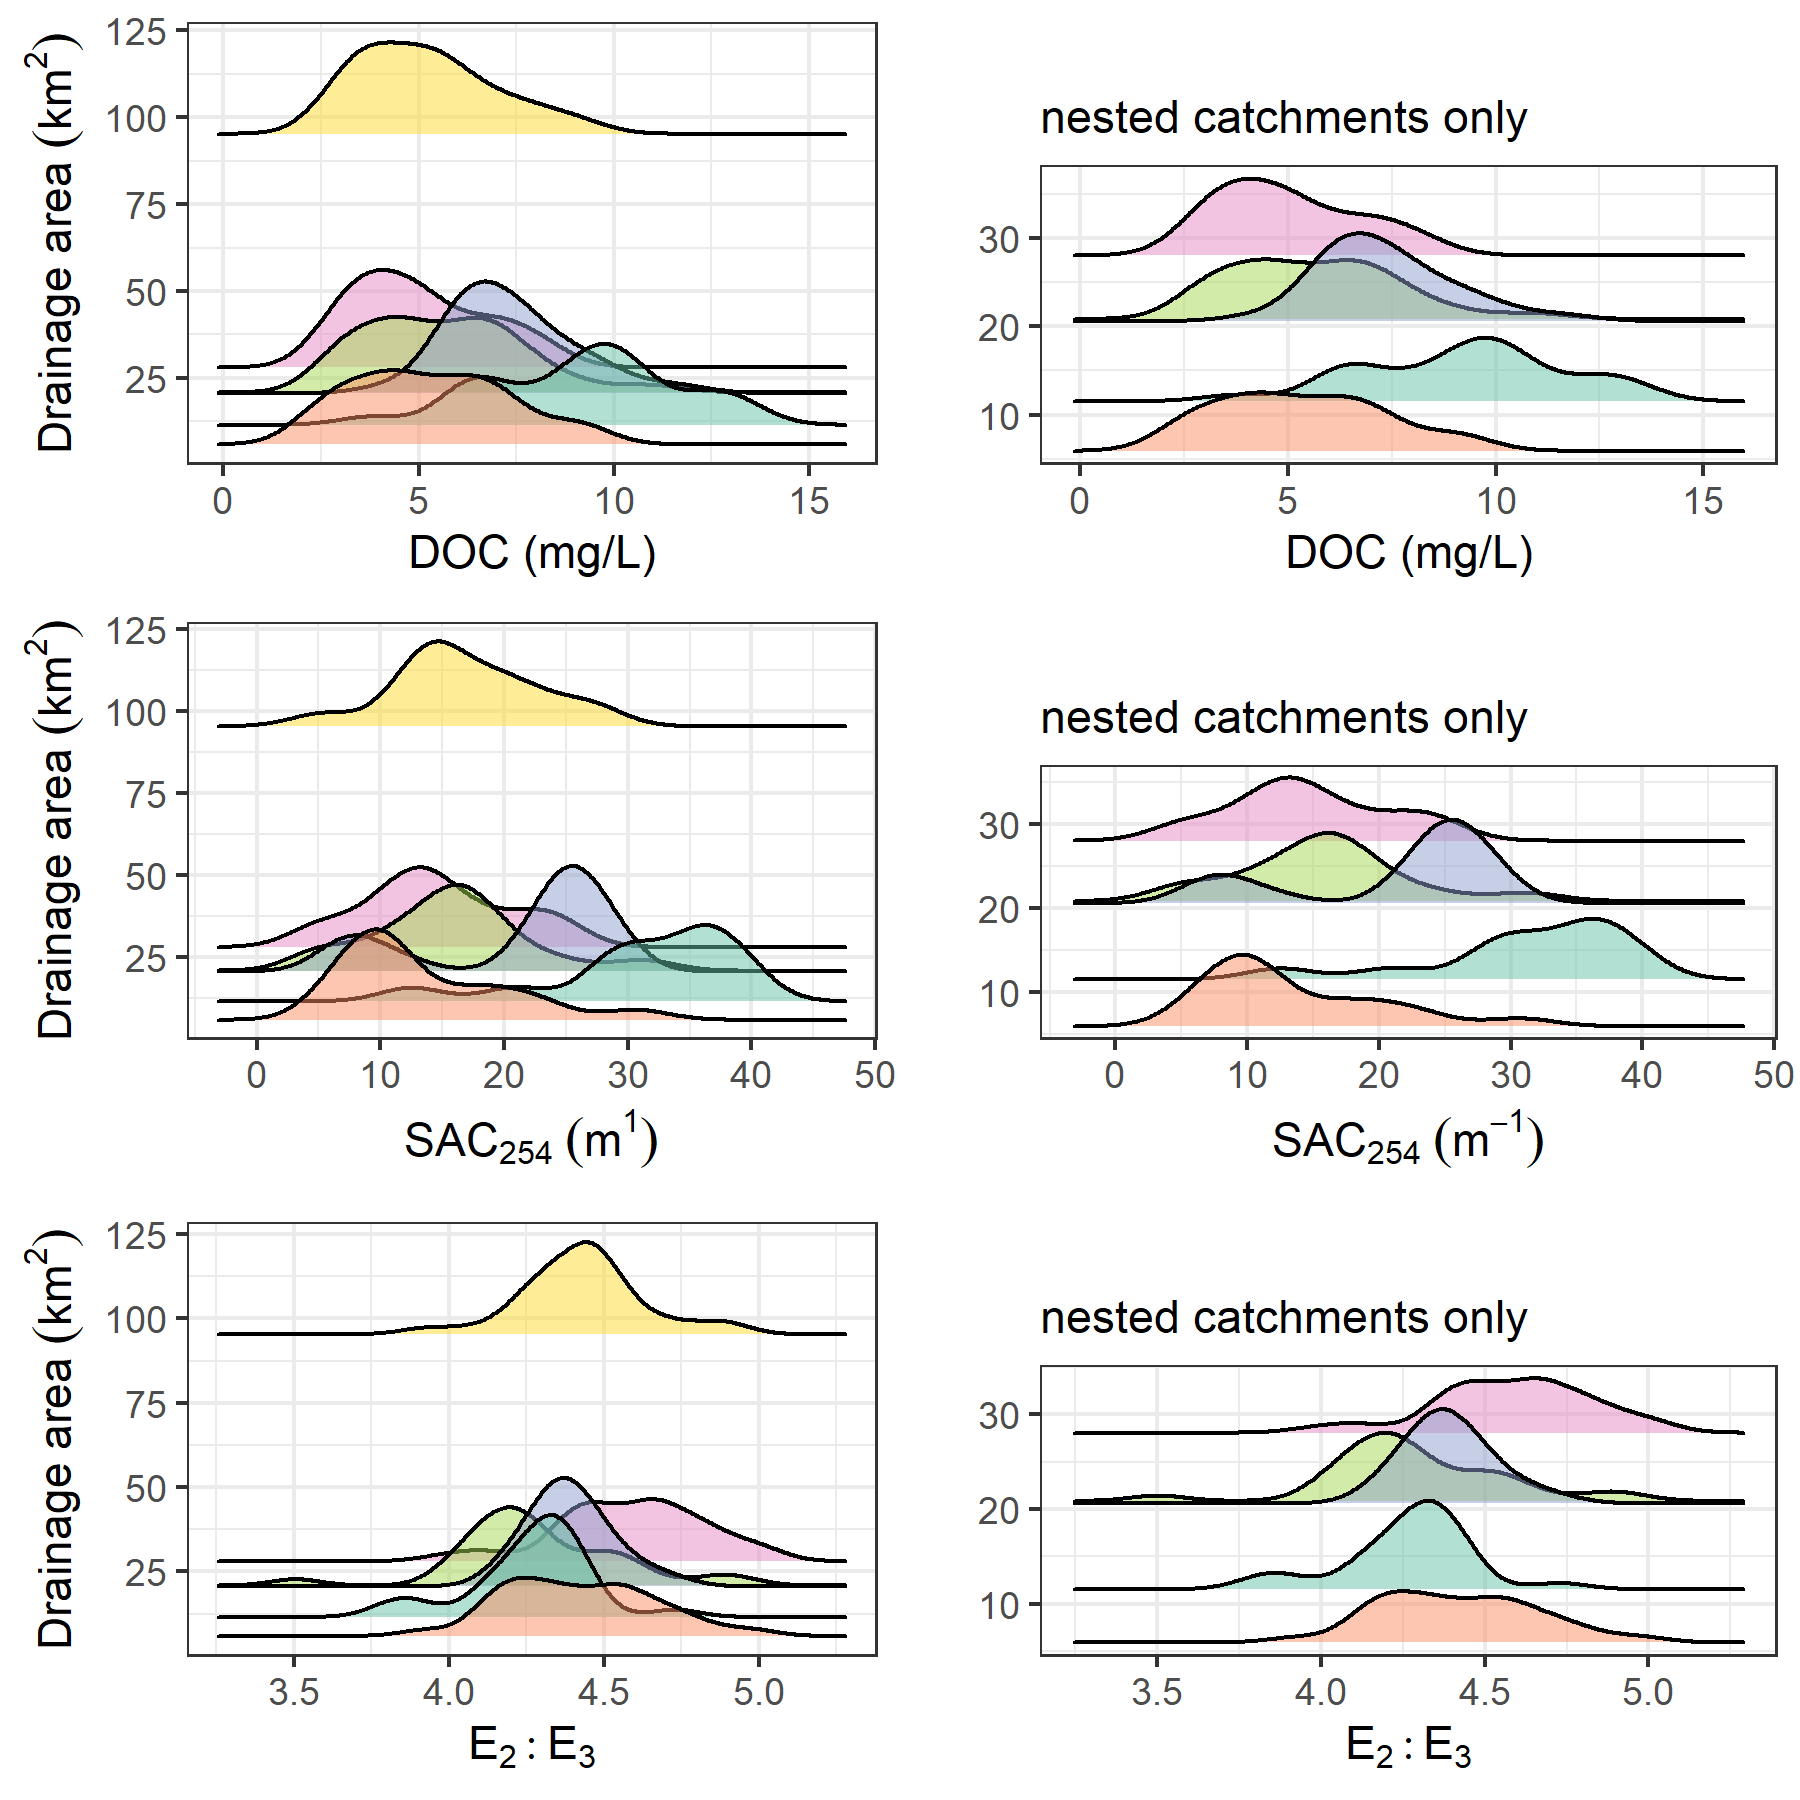 125
100
75
50
25
Drainage area (km²)
0 5 10 15
DOC (mg/L)
nested catchments only
30
20
10
0 5 10 15
DOC (mg/L)
125
100
75
50
25
Drainage area (km²)
0 10 20 30 40 50
SAC₂₅₄ (m¹)
nested catchments only
30
20
10
0 10 20 30 40 50
SAC₂₅₄ (m⁻¹)
125
100
75
50
25
Drainage area (km²)
3.5 4.0 4.5 5.0
E₂ : E₃
nested catchments only
30
20
10
3.5 4.0 4.5 5.0
E₂ : E₃